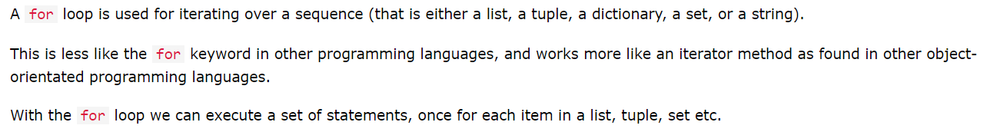 A for loop is used for iterating over a sequence (that is either a list, a tuple, a dictionary, a set, or a string).
This is less like the for keyword in other programming languages, and works more like an iterator method as found in other object-
orientated programming languages.
With the for loop we can execute a set of statements, once for each item in a list, tuple, set etc.